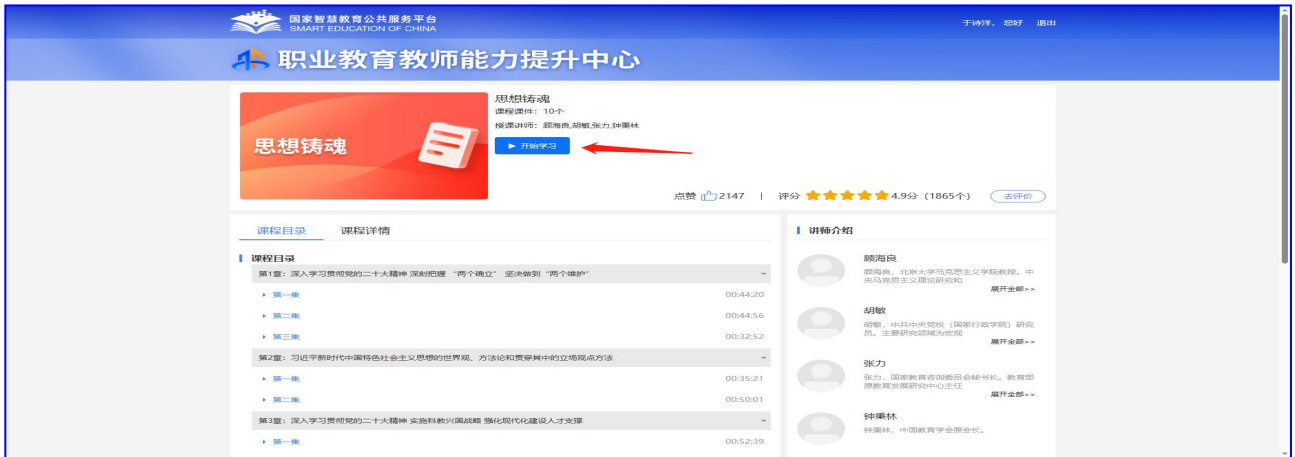 国家智慧教育公共服务平台
SMART EDUCATION OF CHINA
于诗洋，您好 退出
职业教育教师能力提升中心
思想铸魂
思想铸魂
课程课件：10个
授课讲师：顾海良,胡敏,张力,钟秉林
开始学习
点赞 2147 | 评分 4.9分（1865个） 去评价
课程目录 课程详情
课程目录
第1章：深入学习贯彻党的二十大精神 深刻把握 “两个确立” 坚决做到 “两个维护”
第一集 00:44:20
第二集 00:44:56
第三集 00:32:52
第2章：习近平新时代中国特色社会主义思想的世界观、方法论和贯穿其中的立场观点方法
第一集 00:35:21
第二集 00:50:01
第3章：深入学习贯彻党的二十大精神 实施科教兴国战略 强化现代化建设人才支撑
第一集 00:52:39
讲师介绍
顾海良
顾海良，北京大学马克思主义学院教授。中
央马克思主义理论研究和
展开全部>>
胡敏
胡敏，中共中央党校（国家行政学院）研究
员。主要研究领域为宏观
展开全部>>
张力
张力，国家教育咨询委员会秘书长。教育部
原教育发展研究中心主任
展开全部>>
钟秉林
钟秉林，中国教育学会原会长。